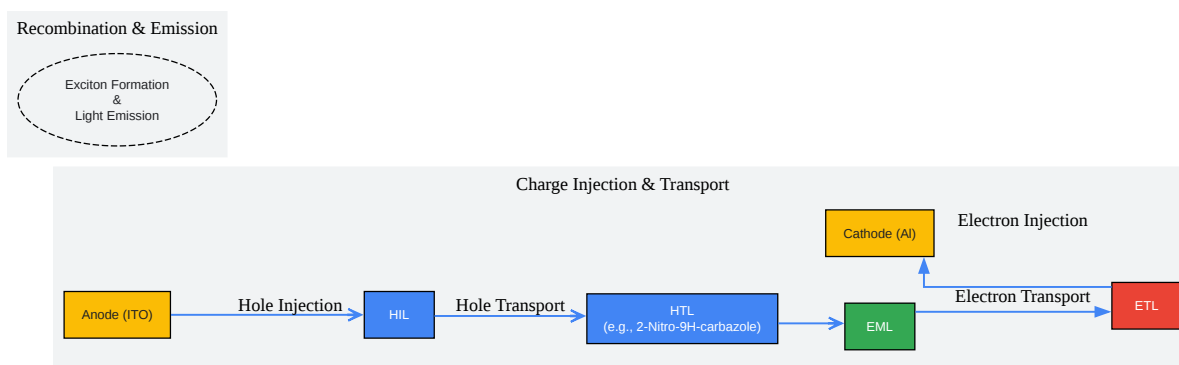 Recombination & Emission
Exciton Formation
&
Light Emission
Charge Injection & Transport
Cathode (Al)
Electron Injection
Anode (ITO)
Hole Injection
HIL
Hole Transport
HTL
(e.g., 2-Nitro-9H-carbazole)
EML
Electron Transport
ETL